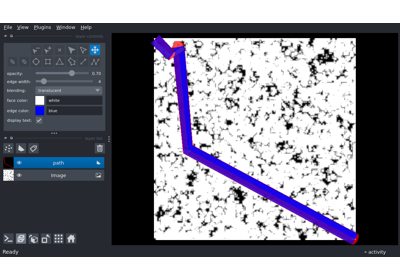 File View Plugins Window Help
opacity: 0.70
edge width: 4
blending: translucent
face color: white
edge color: blue
display text:
path
Image
Ready
activity